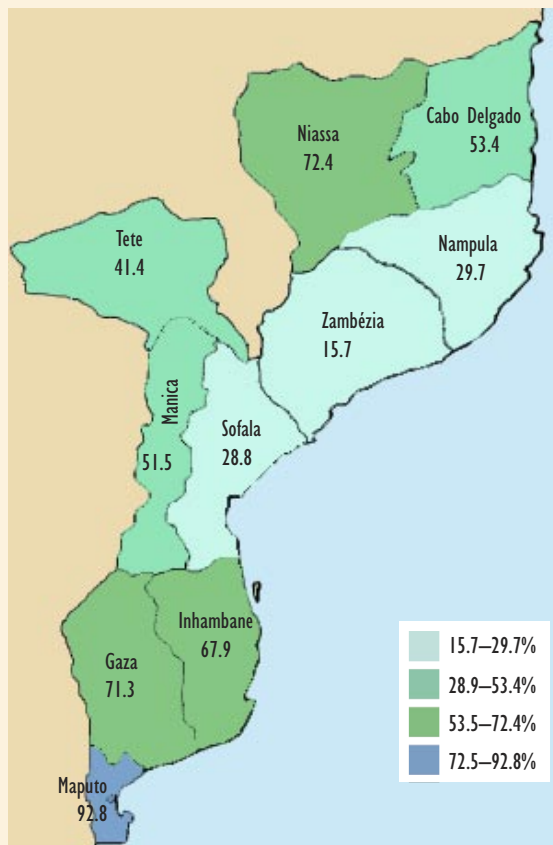 Cabo Delgado
53.4
Niassa
72.4
Nampula
29.7
Tete
41.4
Zambézia
15.7
Manica
51.5
Sofala
28.8
Inhambane
67.9
Gaza
71.3
Maputo
92.8
15.7–29.7%
28.9–53.4%
53.5–72.4%
72.5–92.8%